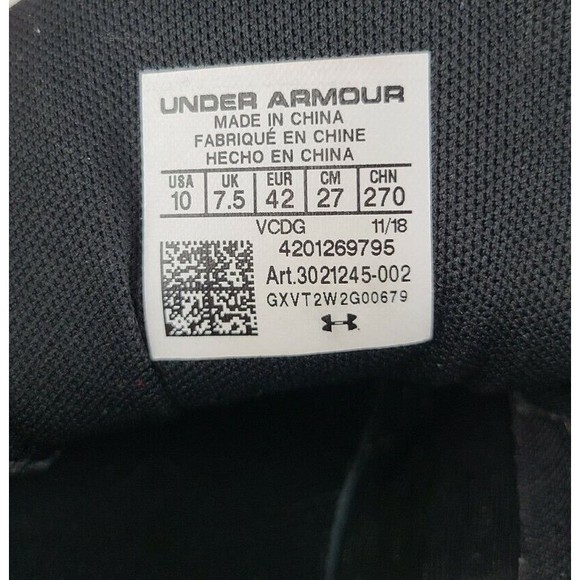 UNDER ARMOUR
MADE IN CHINA
FABRIQUÉ EN CHINE
HECHO EN CHINA
USA UK EUR CM CHN
10 7.5 42 27 270
VCDG 11/18
4201269795
Art.3021245-002
GXVT2W2G00679